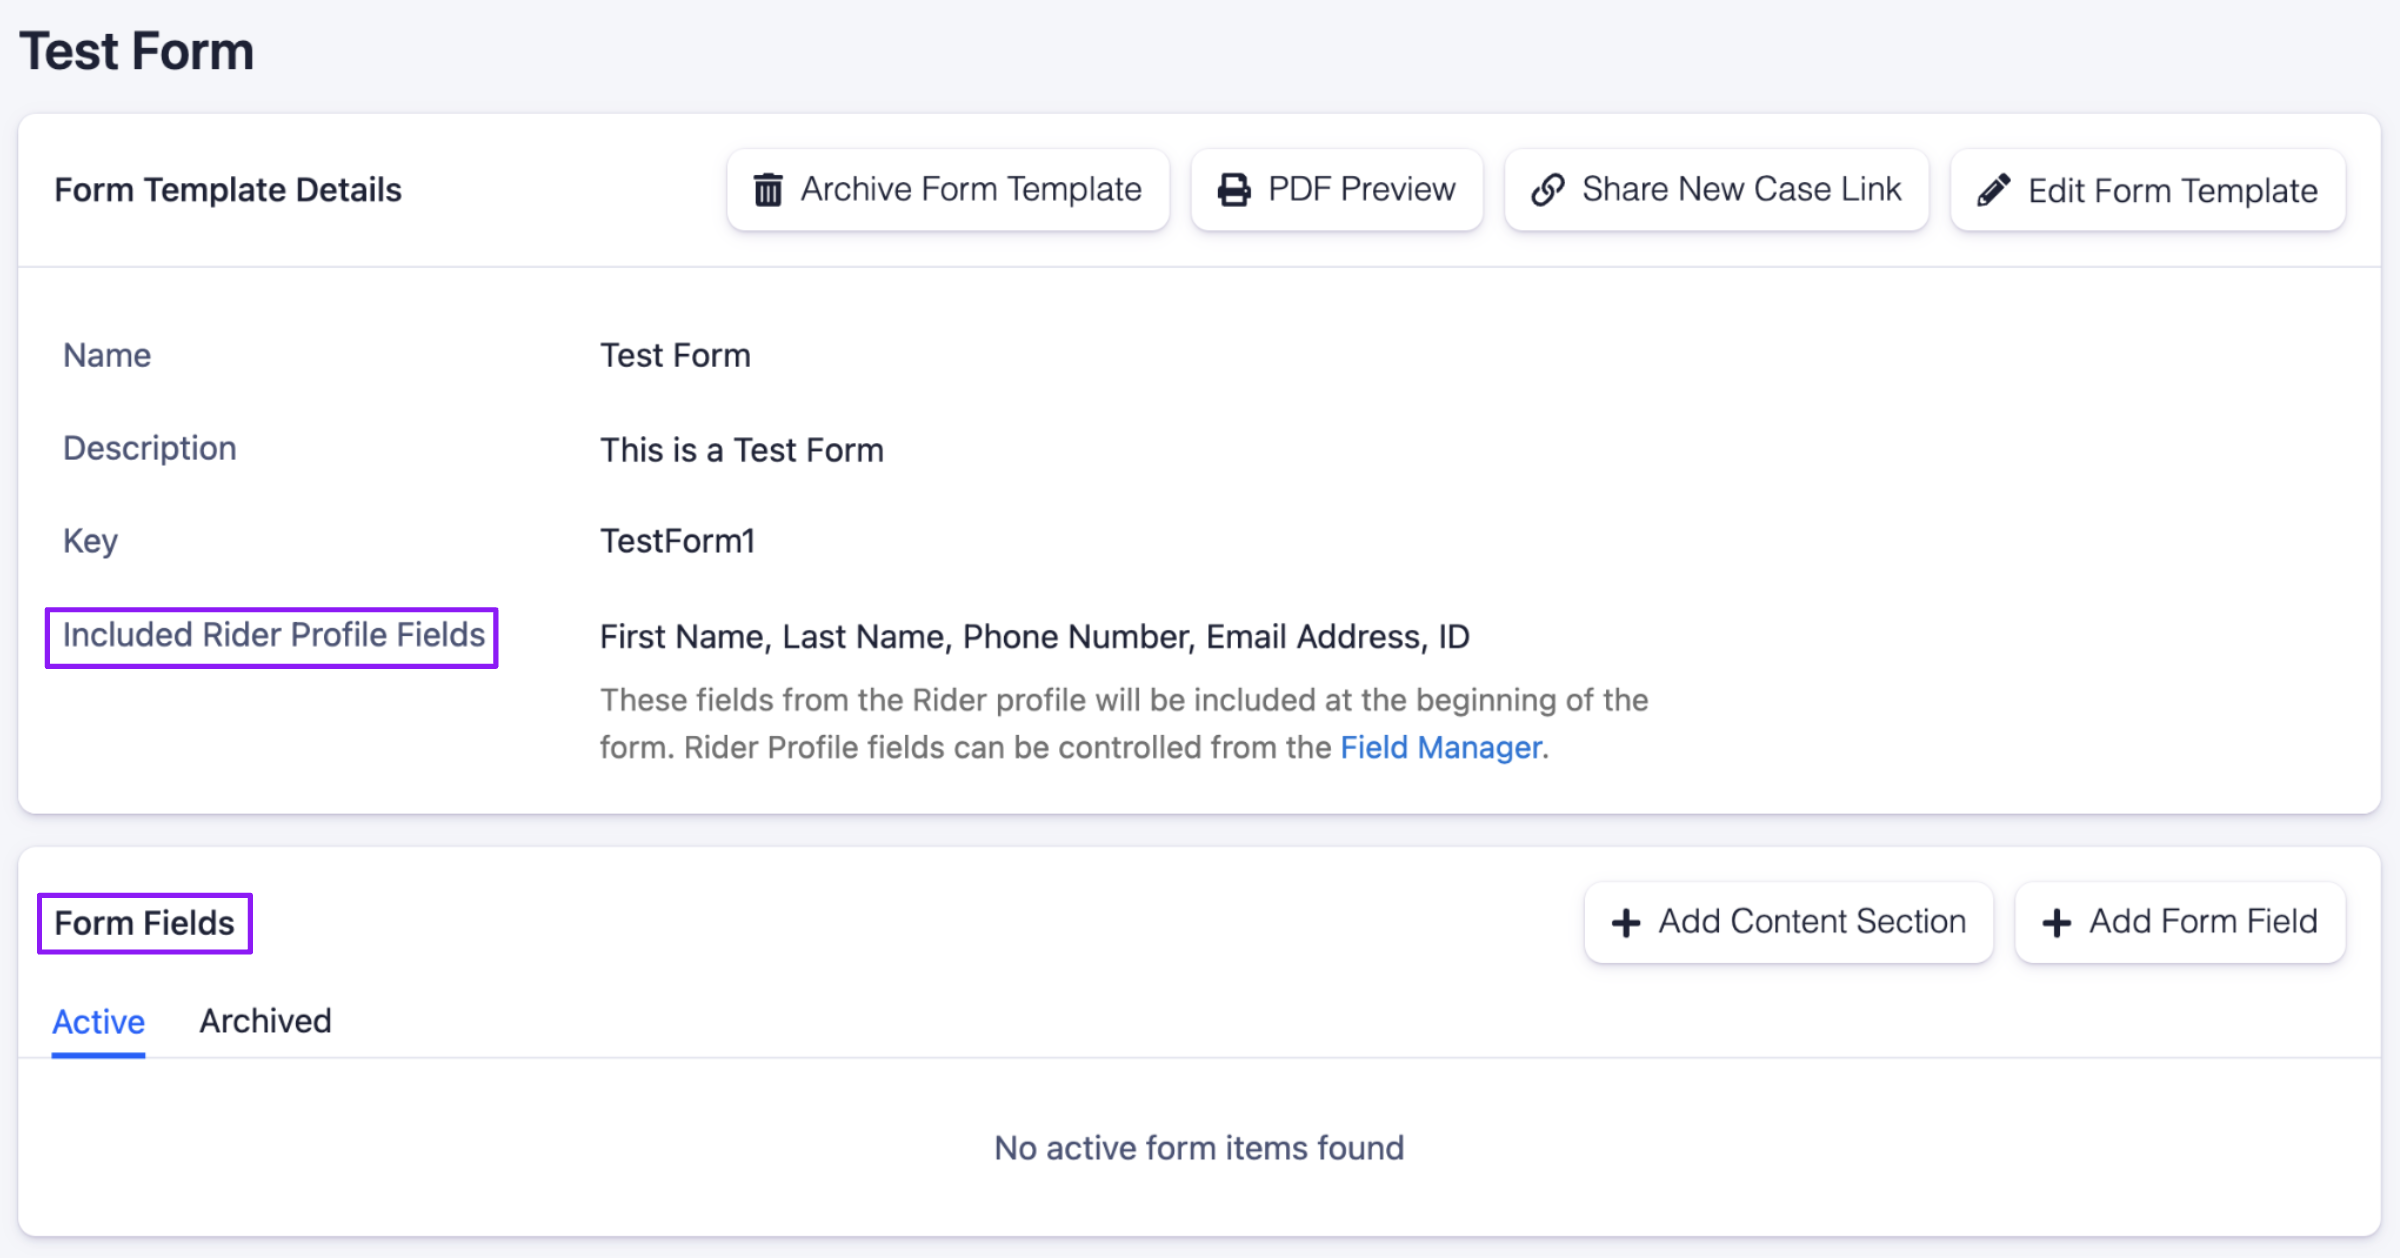 Test Form
Form Template Details
Archive Form Template
PDF Preview
Share New Case Link
Edit Form Template
Name
Test Form
Description
This is a Test Form
Key
TestForm1
Included Rider Profile Fields
First Name, Last Name, Phone Number, Email Address, ID
These fields from the Rider profile will be included at the beginning of the
form. Rider Profile fields can be controlled from the Field Manager.
Form Fields
Add Content Section
Add Form Field
Active
Archived
No active form items found